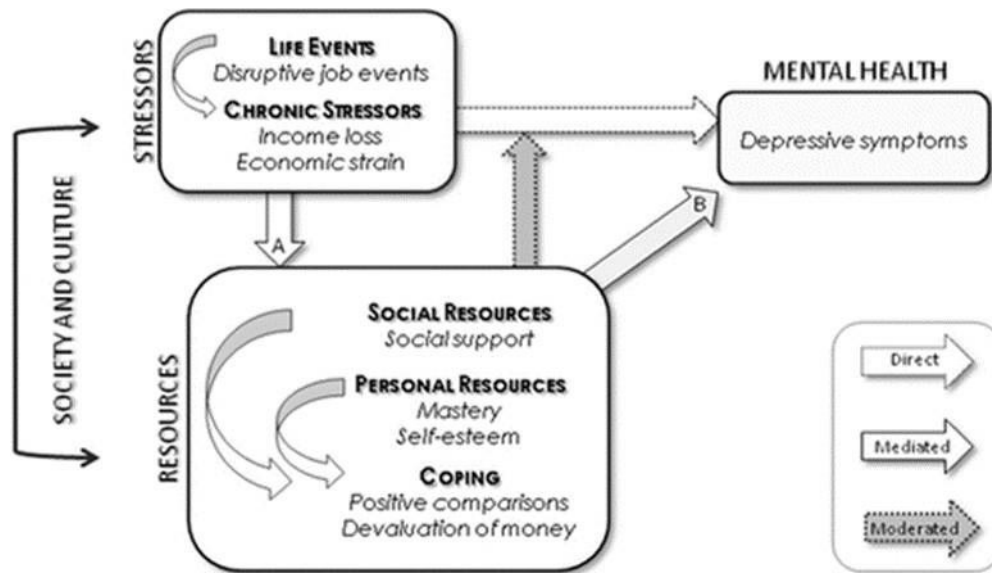 SOCIETY AND CULTURE
STRESSORS
LIFE EVENTS
Disruptive job events
CHRONIC STRESSORS
Income loss
Economic strain
MENTAL HEALTH
Depressive symptoms
A
B
RESOURCES
SOCIAL RESOURCES
Social support
PERSONAL RESOURCES
Mastery
Self-esteem
COPING
Positive comparisons
Devaluation of money
Direct
Mediated
Moderated